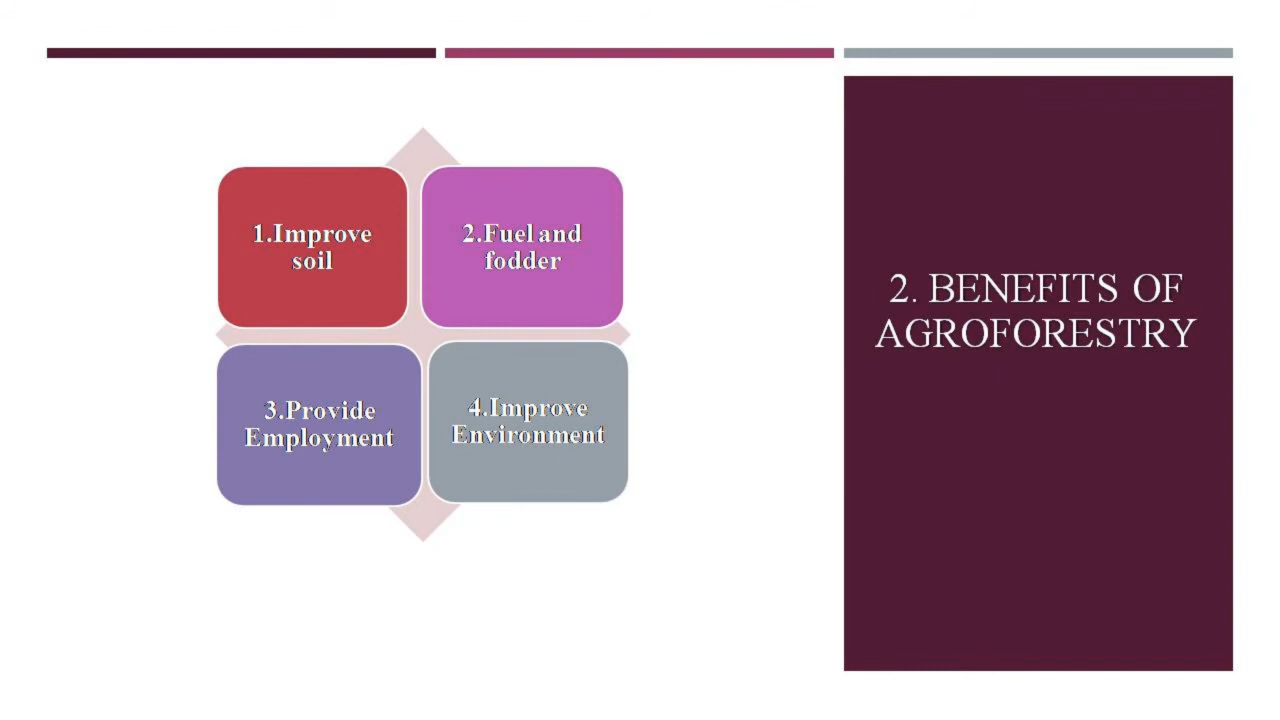 1.Improve
soil
2.Fuel and
fodder
3.Provide
Employment
4.Improve
Environment
2. BENEFITS OF
AGROFORESTRY